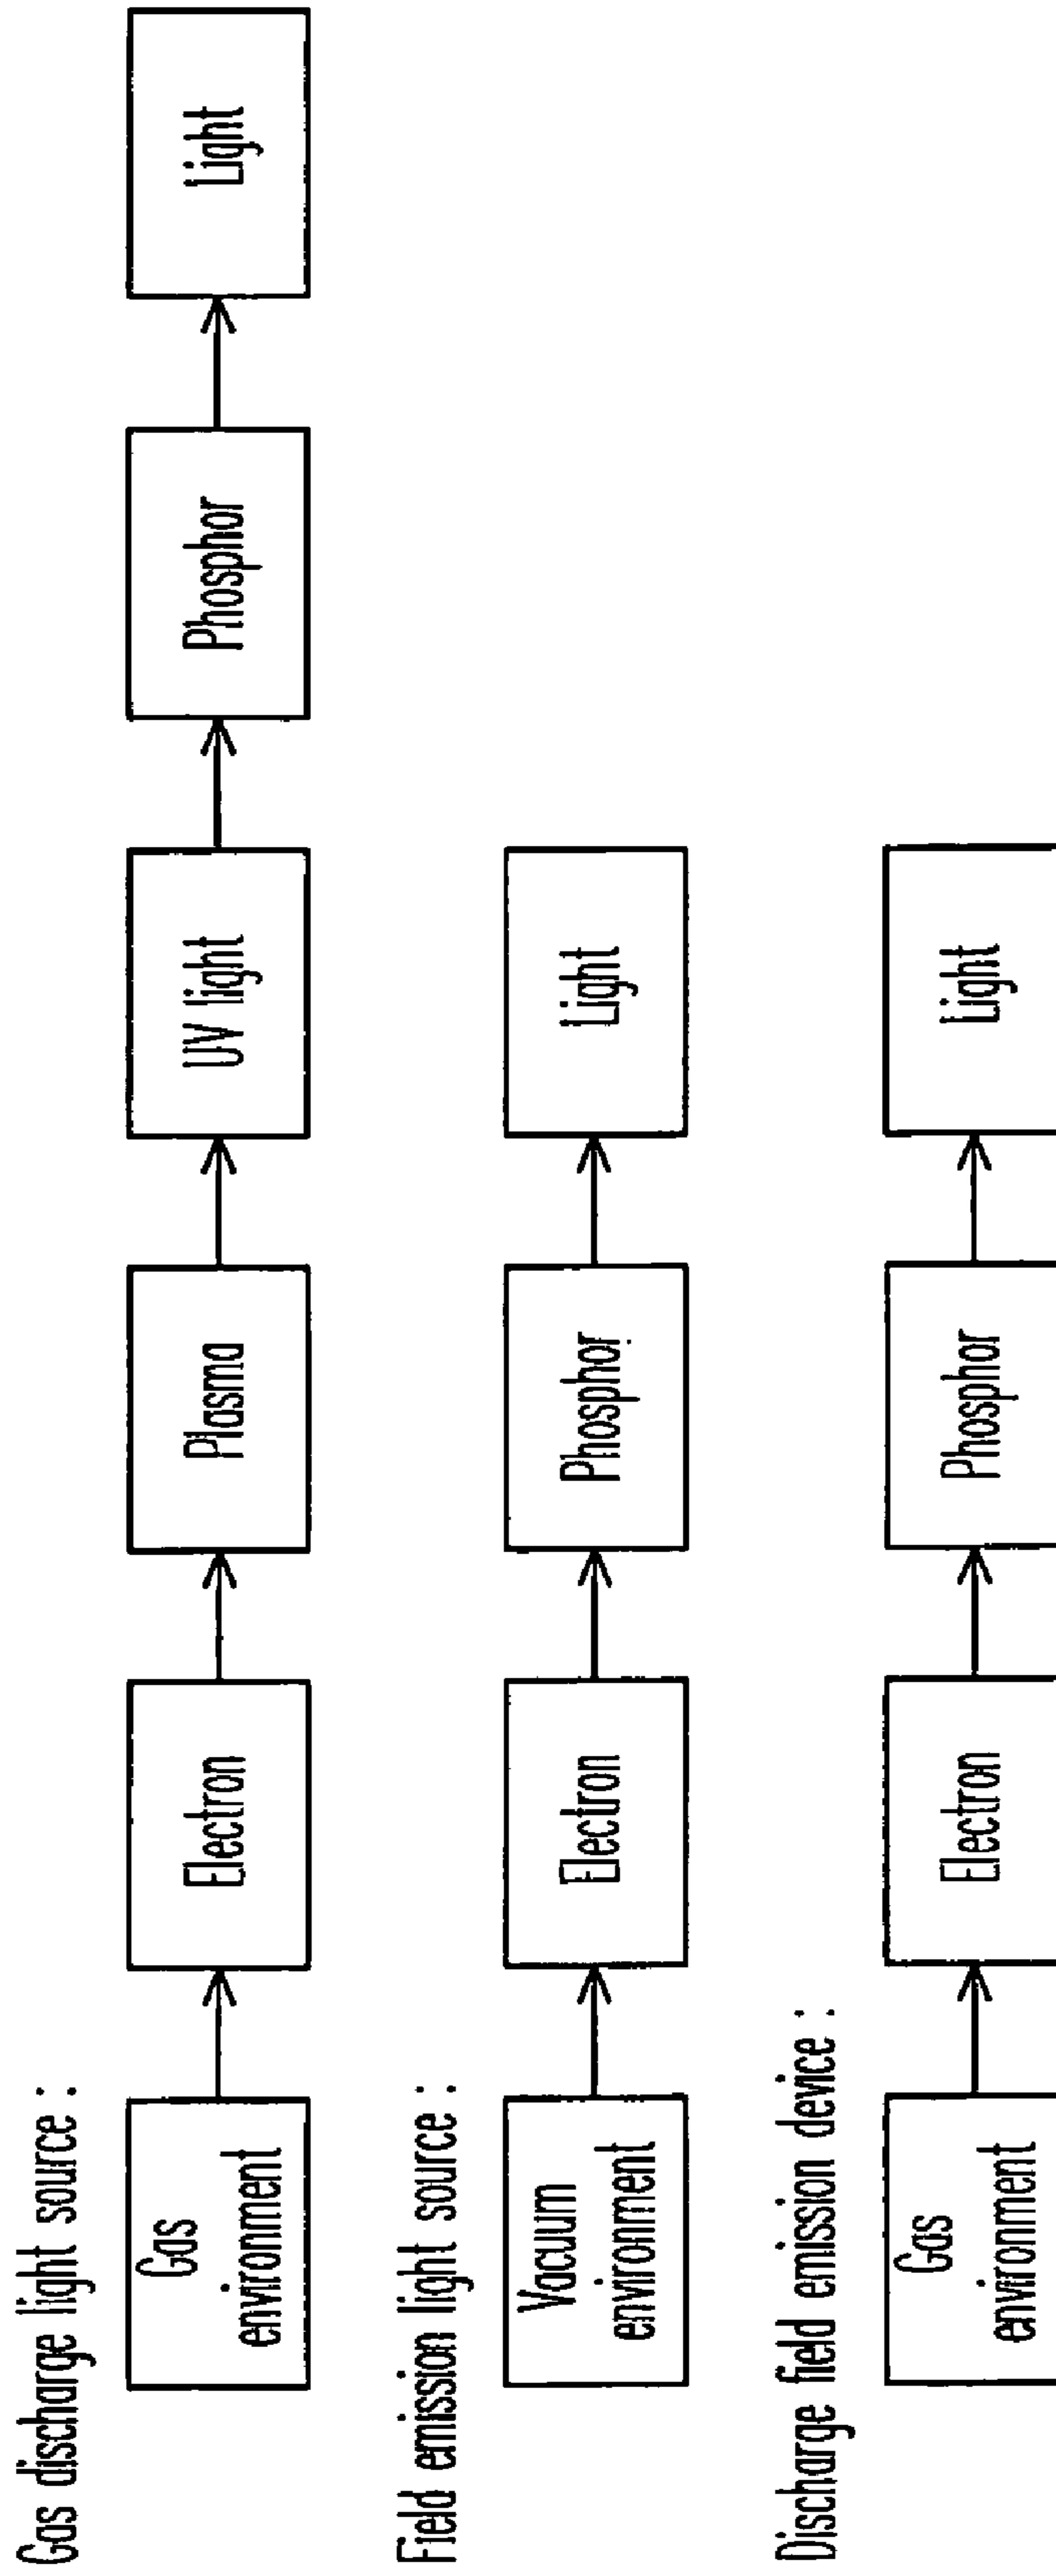 Gas discharge light source :
Gas
environment
Electron
Plasma
UV light
Phosphor
Light
Field emission light source :
Vacuum
environment
Electron
Phosphor
Light
Discharge field emission device :
Gas
environment
Electron
Phosphor
Light